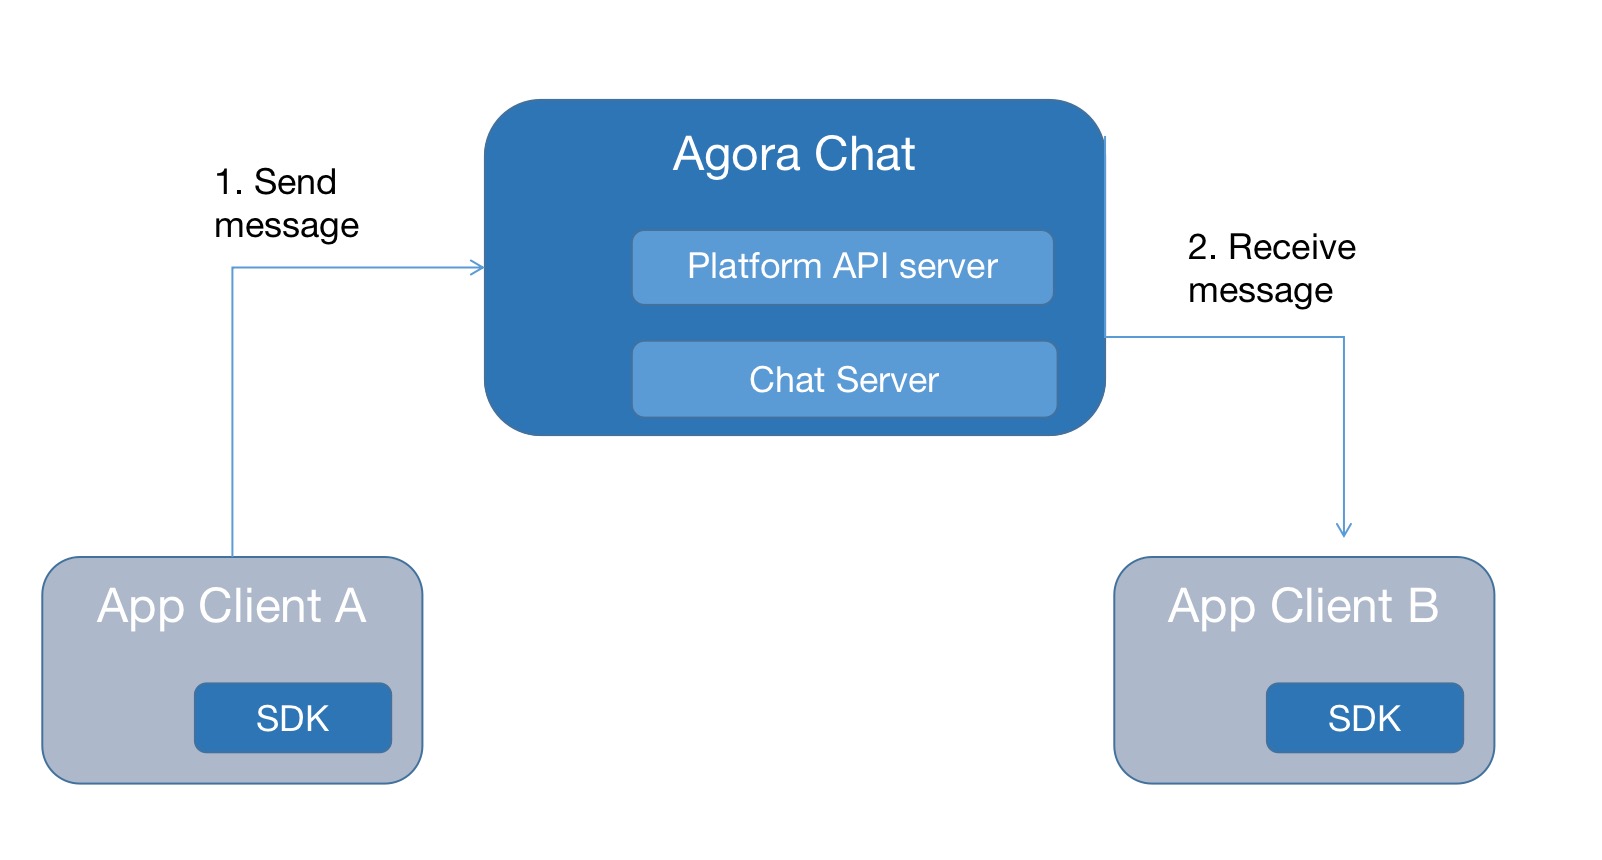 Agora Chat
1. Send
message
Platform API server
2. Receive
message
Chat Server
App Client A
SDK
App Client B
SDK